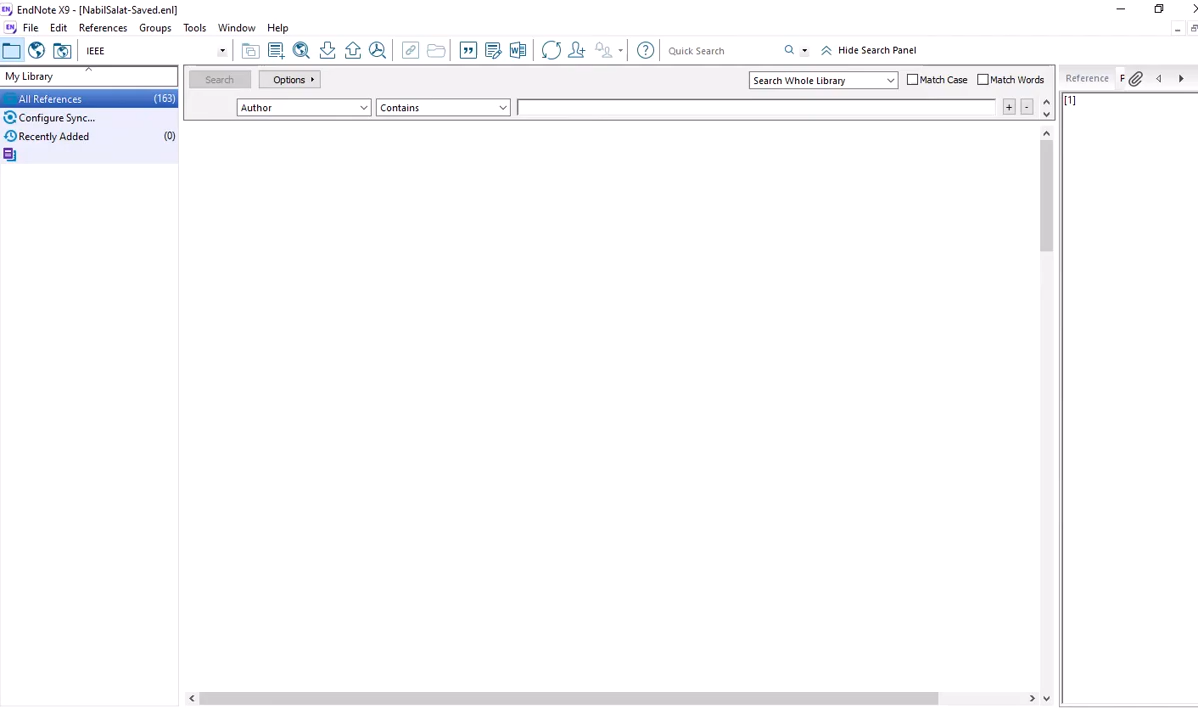 EndNote X9 - [NabilSalat-Saved.enl]
File Edit References Groups Tools Window Help
IEEE
Quick Search
Hide Search Panel
My Library
Search
Options
Search Whole Library
Match Case
Match Words
Reference
All References (163)
Author
Contains
+ -
[1]
Configure Sync...
Recently Added (0)